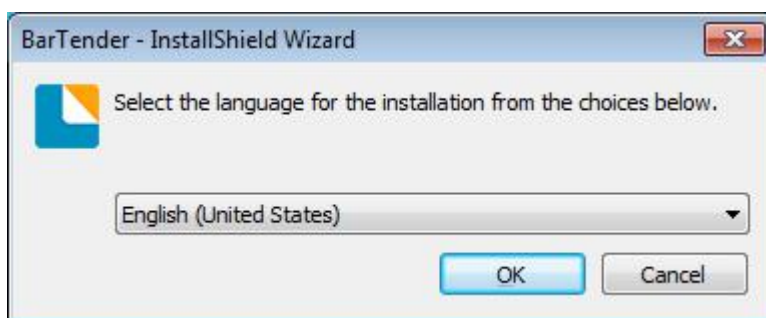 BarTender - InstallShield Wizard
Select the language for the installation from the choices below.
English (United States)
OK Cancel